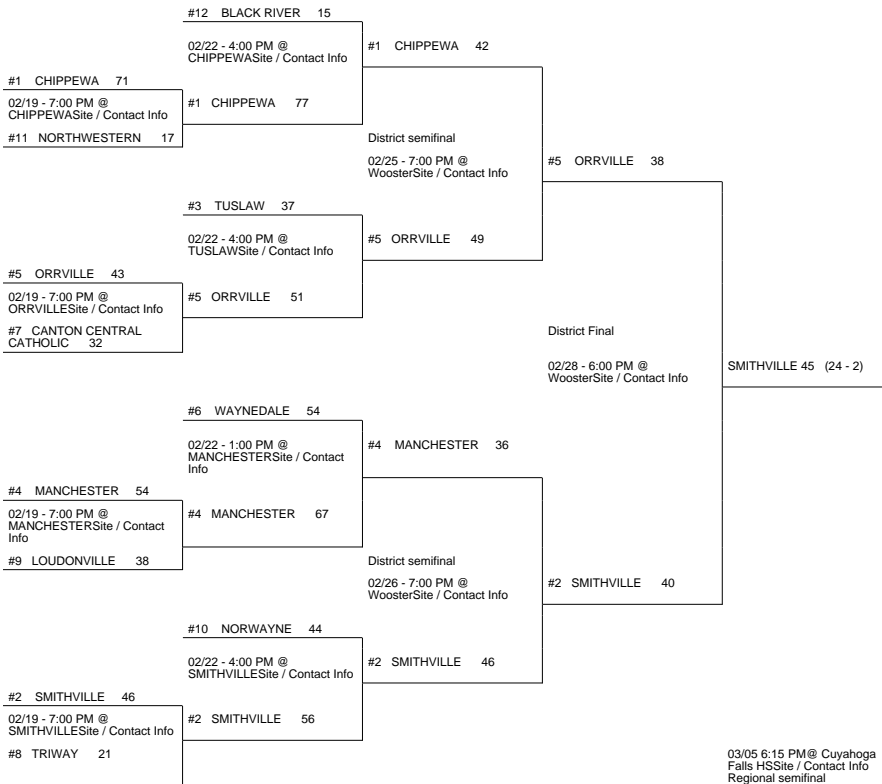 #12 BLACK RIVER 15
02/22 - 4:00 PM @
CHIPPEWASite / Contact Info
#1 CHIPPEWA 42
#1 CHIPPEWA 71
02/19 - 7:00 PM @
CHIPPEWASite / Contact Info
#1 CHIPPEWA 77
#11 NORTHWESTERN 17
District semifinal
02/25 - 7:00 PM @
WoosterSite / Contact Info
#5 ORRVILLE 38
#3 TUSLAW 37
02/22 - 4:00 PM @
TUSLAWSite / Contact Info
#5 ORRVILLE 49
#5 ORRVILLE 43
02/19 - 7:00 PM @
ORRVILLESite / Contact Info
#5 ORRVILLE 51
#7 CANTON CENTRAL
CATHOLIC 32
District Final
02/28 - 6:00 PM @
WoosterSite / Contact Info
SMITHVILLE 45 (24 - 2)
#6 WAYNEDALE 54
02/22 - 1:00 PM @
MANCHESTERSite / Contact
Info
#4 MANCHESTER 36
#4 MANCHESTER 54
02/19 - 7:00 PM @
MANCHESTERSite / Contact
Info
#4 MANCHESTER 67
#9 LOUDONVILLE 38
District semifinal
02/26 - 7:00 PM @
WoosterSite / Contact Info
#2 SMITHVILLE 40
#10 NORWAYNE 44
02/22 - 4:00 PM @
SMITHVILLESite / Contact Info
#2 SMITHVILLE 46
#2 SMITHVILLE 46
02/19 - 7:00 PM @
SMITHVILLESite / Contact Info
#2 SMITHVILLE 56
#8 TRIWAY 21
03/05 6:15 PM@ Cuyahoga
Falls HSSite / Contact Info
Regional semifinal